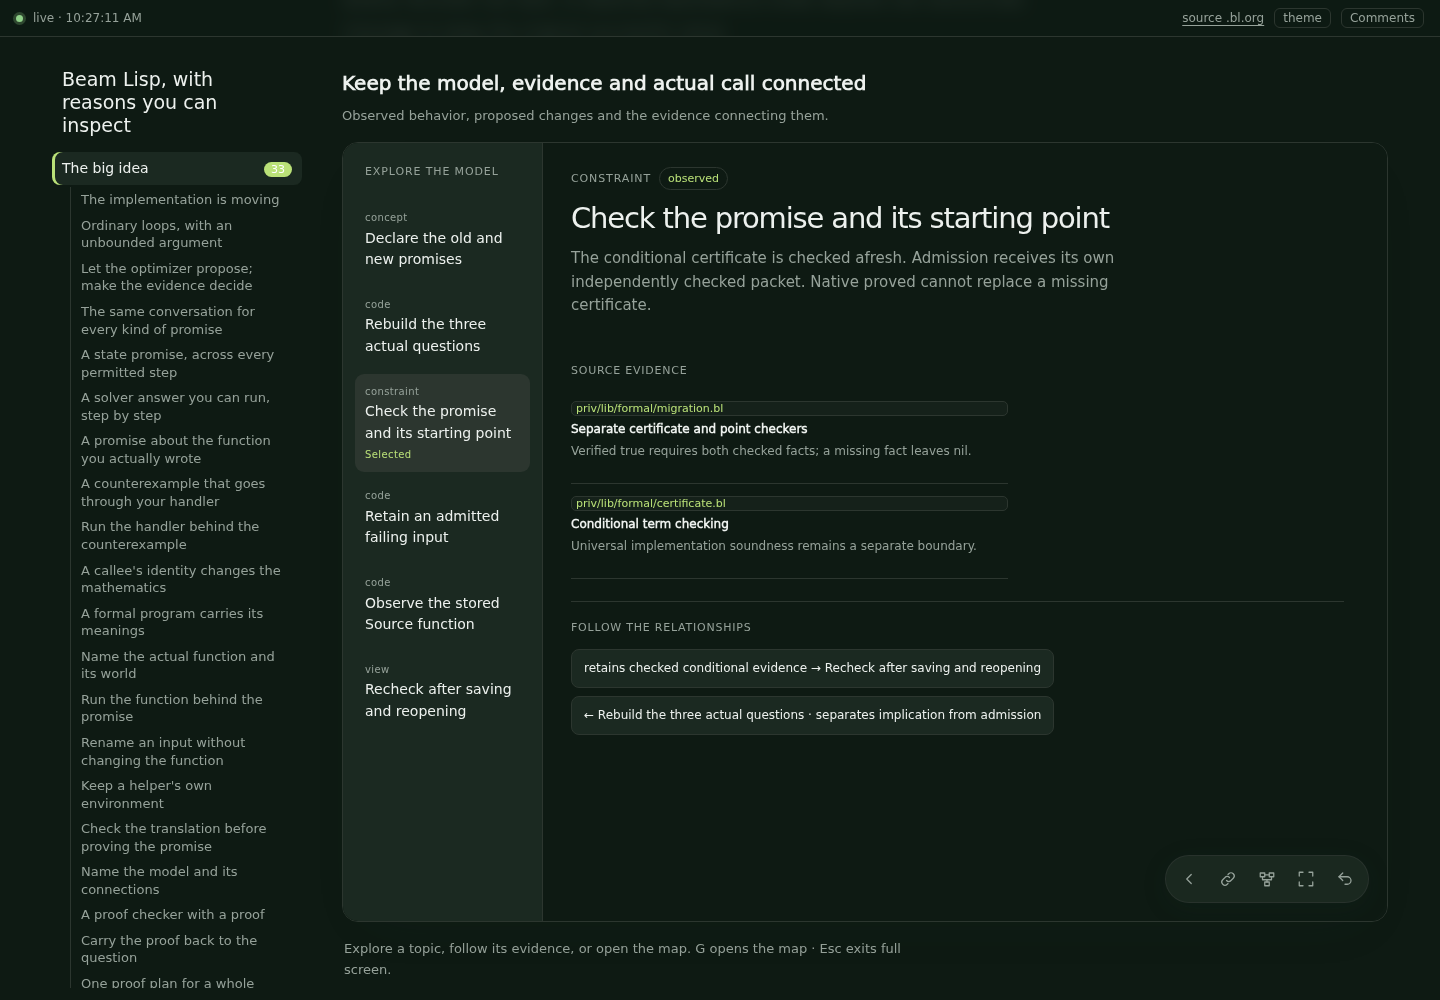 live · 10:27:11 AM
source .bl.org
theme
Comments
Beam Lisp, with
reasons you can
inspect
The big idea
33
The implementation is moving
Ordinary loops, with an
unbounded argument
Let the optimizer propose;
make the evidence decide
The same conversation for
every kind of promise
A state promise, across every
permitted step
A solver answer you can run,
step by step
A promise about the function
you actually wrote
A counterexample that goes
through your handler
Run the handler behind the
counterexample
A callee's identity changes the
mathematics
A formal program carries its
meanings
Name the actual function and
its world
Run the function behind the
promise
Rename an input without
changing the function
Keep a helper's own
environment
Check the translation before
proving the promise
Name the model and its
connections
A proof checker with a proof
Carry the proof back to the
question
One proof plan for a whole
Keep the model, evidence and actual call connected
Observed behavior, proposed changes and the evidence connecting them.
EXPLORE THE MODEL
concept
Declare the old and
new promises
code
Rebuild the three
actual questions
constraint
Check the promise
and its starting point
Selected
code
Retain an admitted
failing input
code
Observe the stored
Source function
view
Recheck after saving
and reopening
CONSTRAINT
observed
Check the promise and its starting point
The conditional certificate is checked afresh. Admission receives its own
independently checked packet. Native proved cannot replace a missing
certificate.
SOURCE EVIDENCE
priv/lib/formal/migration.bl
Separate certificate and point checkers
Verified true requires both checked facts; a missing fact leaves nil.
priv/lib/formal/certificate.bl
Conditional term checking
Universal implementation soundness remains a separate boundary.
FOLLOW THE RELATIONSHIPS
retains checked conditional evidence → Recheck after saving and reopening
← Rebuild the three actual questions · separates implication from admission
Explore a topic, follow its evidence, or open the map. G opens the map · Esc exits full
screen.